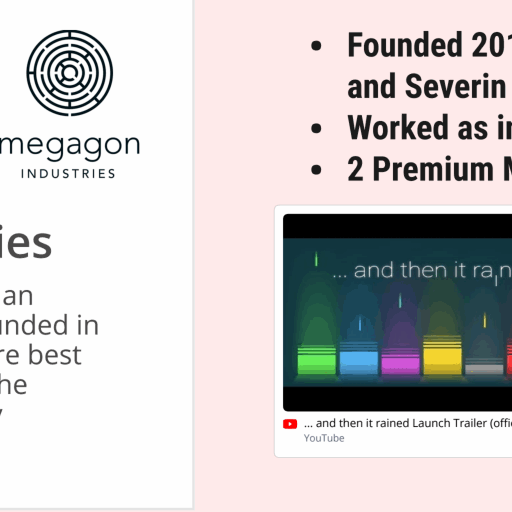 megagon
INDUSTRIES
ies
an
unded in
re best
he
Founded 201
and Severin
Worked as in
2 Premium M
... and then it rain
... and then it rained Launch Trailer (offi
YouTube